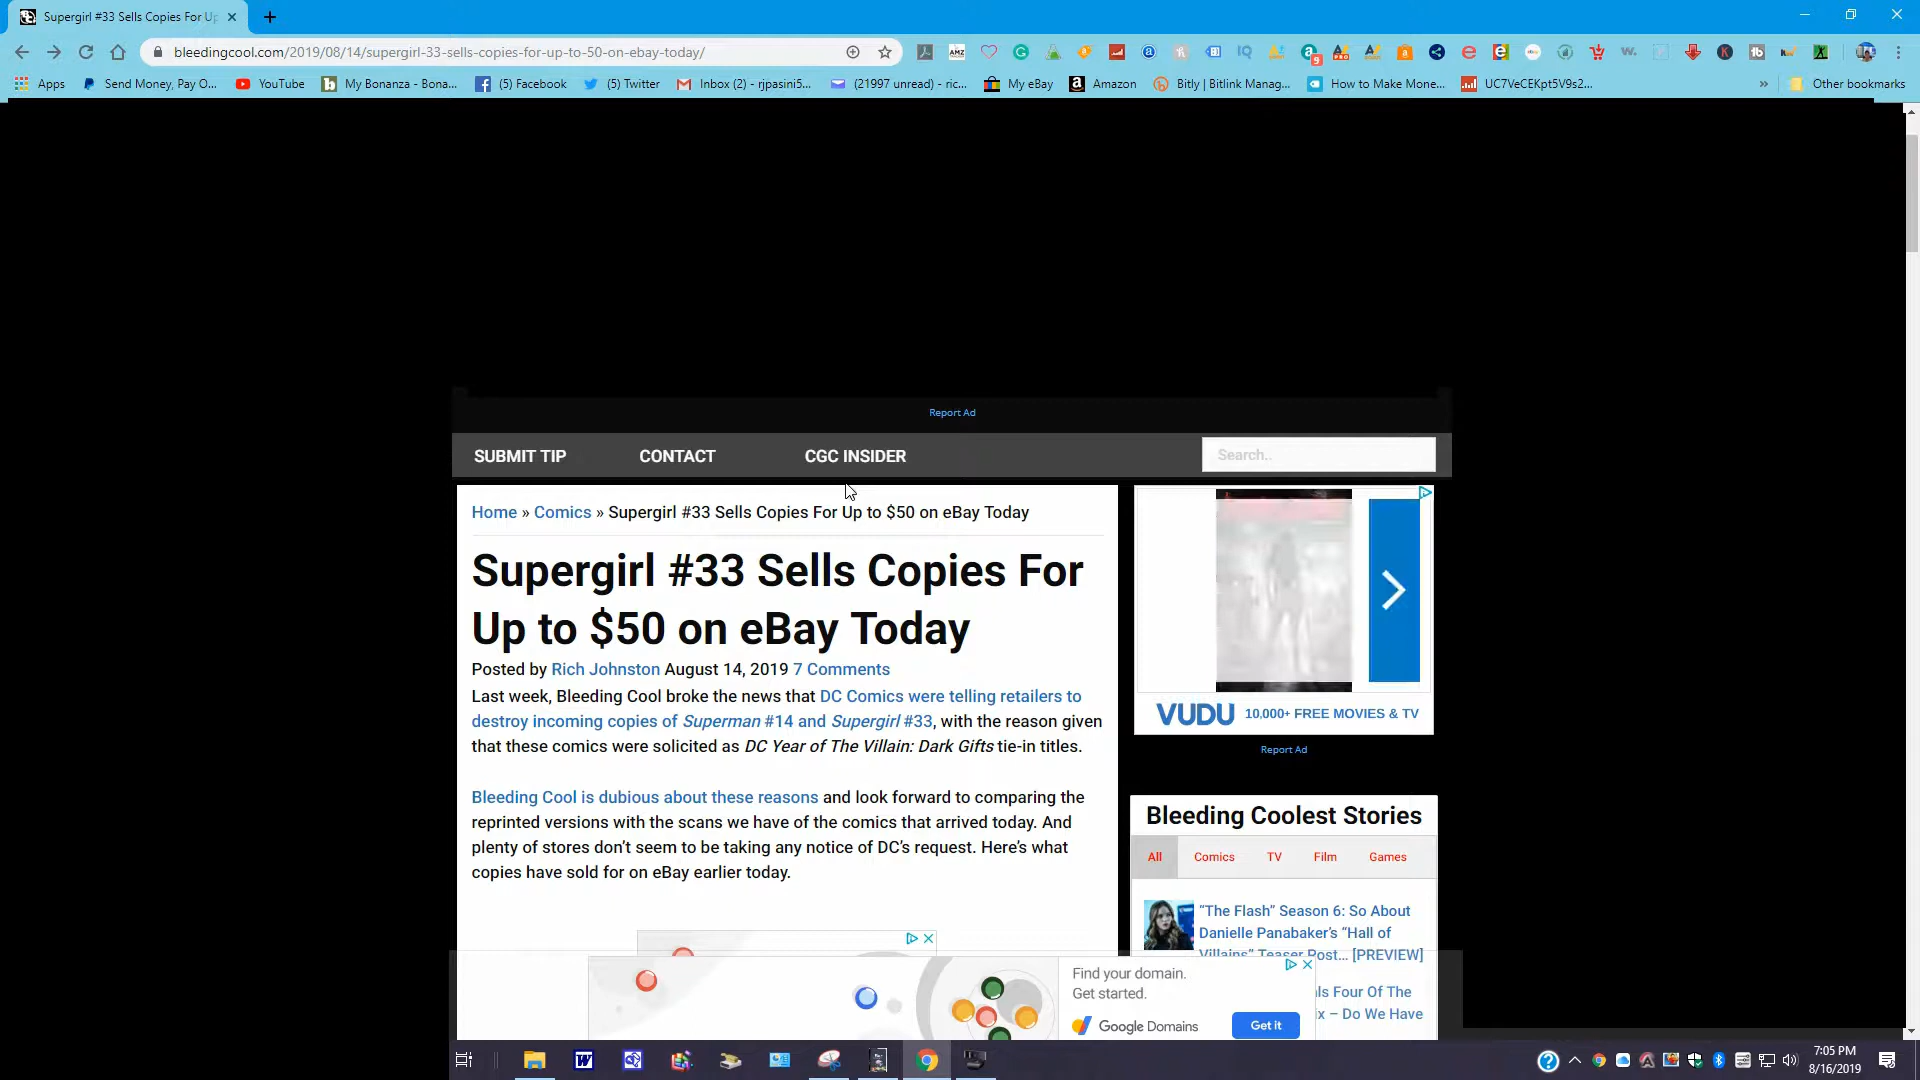 Supergirl #33 Sells Copies For Up
bleedingcool.com/2019/08/14/supergirl-33-sells-copies-for-up-to-50-on-ebay-today/
Apps Send Money, Pay O... YouTube My Bonanza - Bona... (5) Facebook (5) Twitter Inbox (2) - rjpasini5... (21997 unread) - ric... My eBay Amazon Bitly | Bitlink Manag... How to Make Mone... UC7VeCEKpt5V9s2... » Other bookmarks
Report Ad
SUBMIT TIP CONTACT CGC INSIDER Search..
Home » Comics » Supergirl #33 Sells Copies For Up to $50 on eBay Today
Supergirl #33 Sells Copies For
Up to $50 on eBay Today
Posted by Rich Johnston August 14, 2019 7 Comments
Last week, Bleeding Cool broke the news that DC Comics were telling retailers to
destroy incoming copies of Superman #14 and Supergirl #33, with the reason given
that these comics were solicited as DC Year of The Villain: Dark Gifts tie-in titles.
Bleeding Cool is dubious about these reasons and look forward to comparing the
reprinted versions with the scans we have of the comics that arrived today. And
plenty of stores don't seem to be taking any notice of DC's request. Here's what
copies have sold for on eBay earlier today.
VUDU 10,000+ FREE MOVIES & TV
Report Ad
Bleeding Coolest Stories
All Comics TV Film Games
"The Flash" Season 6: So About
Danielle Panabaker's "Hall of
Villains" Teaser Post... [PREVIEW]
ls Four Of The
ix – Do We Have
Find your domain.
Get started.
Google Domains Get it
7:05 PM
8/16/2019